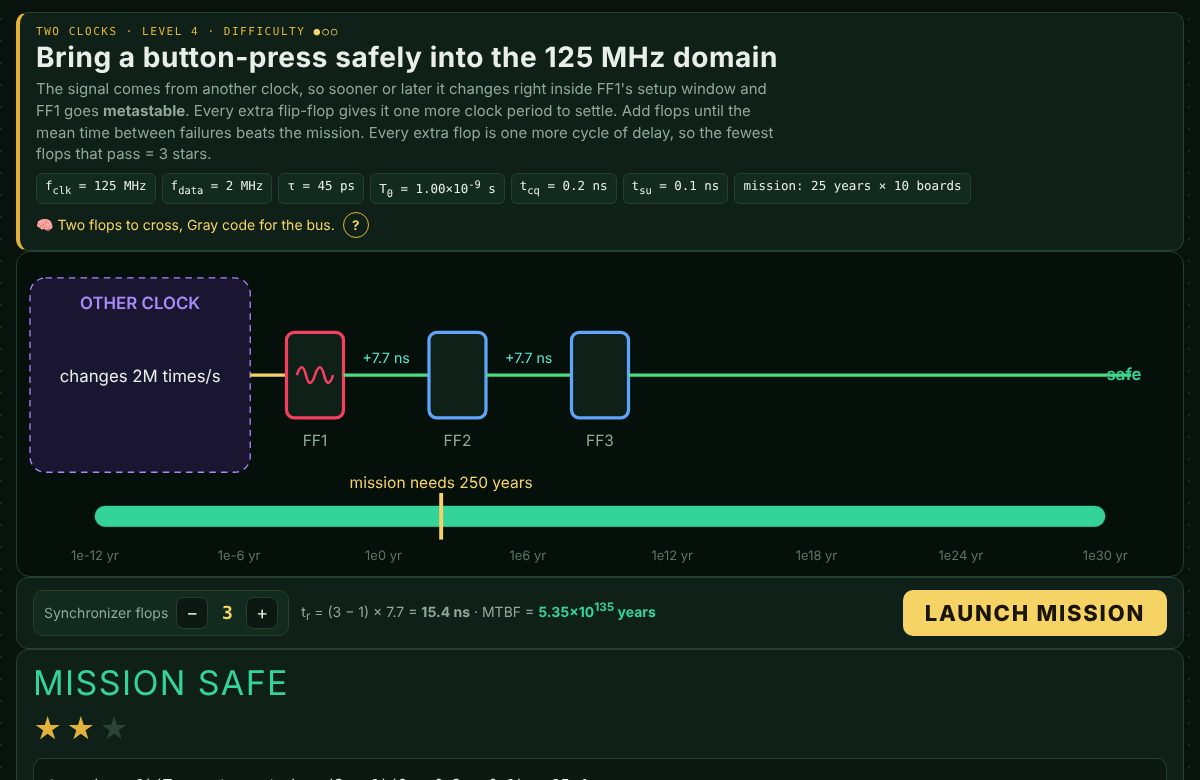 TWO CLOCKS · LEVEL 4 · DIFFICULTY ●○○
Bring a button-press safely into the 125 MHz domain
The signal comes from another clock, so sooner or later it changes right inside FF1's setup window and
FF1 goes metastable. Every extra flip-flop gives it one more clock period to settle. Add flops until the
mean time between failures beats the mission. Every extra flop is one more cycle of delay, so the fewest
flops that pass = 3 stars.
f_clk = 125 MHz f_data = 2 MHz τ = 45 ps T_0 = 1.00×10^-9 s t_cq = 0.2 ns t_su = 0.1 ns mission: 25 years × 10 boards
🧠 Two flops to cross, Gray code for the bus. ?
OTHER CLOCK
changes 2M times/s
+7.7 ns +7.7 ns
safe
FF1 FF2 FF3
mission needs 250 years
1e-12 yr 1e-6 yr 1e0 yr 1e6 yr 1e12 yr 1e18 yr 1e24 yr 1e30 yr
Synchronizer flops − 3 + t_r = (3 − 1) × 7.7 = 15.4 ns · MTBF = 5.35×10^135 years LAUNCH MISSION
MISSION SAFE
★ ★ ★